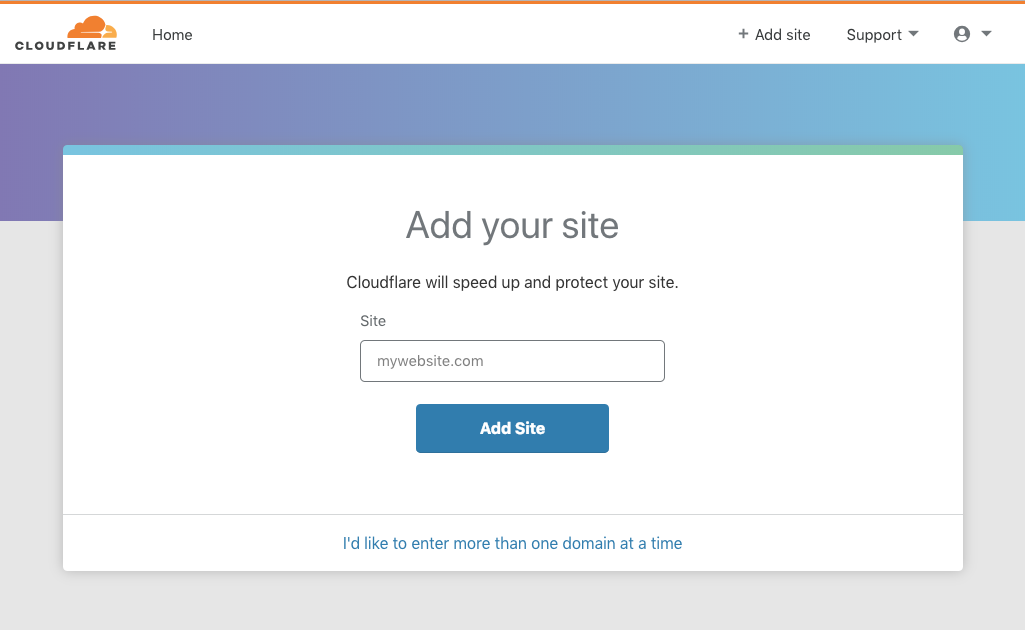 CLOUDFLARE
Home
+ Add site
Support
Add your site
Cloudflare will speed up and protect your site.
Site
mywebsite.com
Add Site
I'd like to enter more than one domain at a time